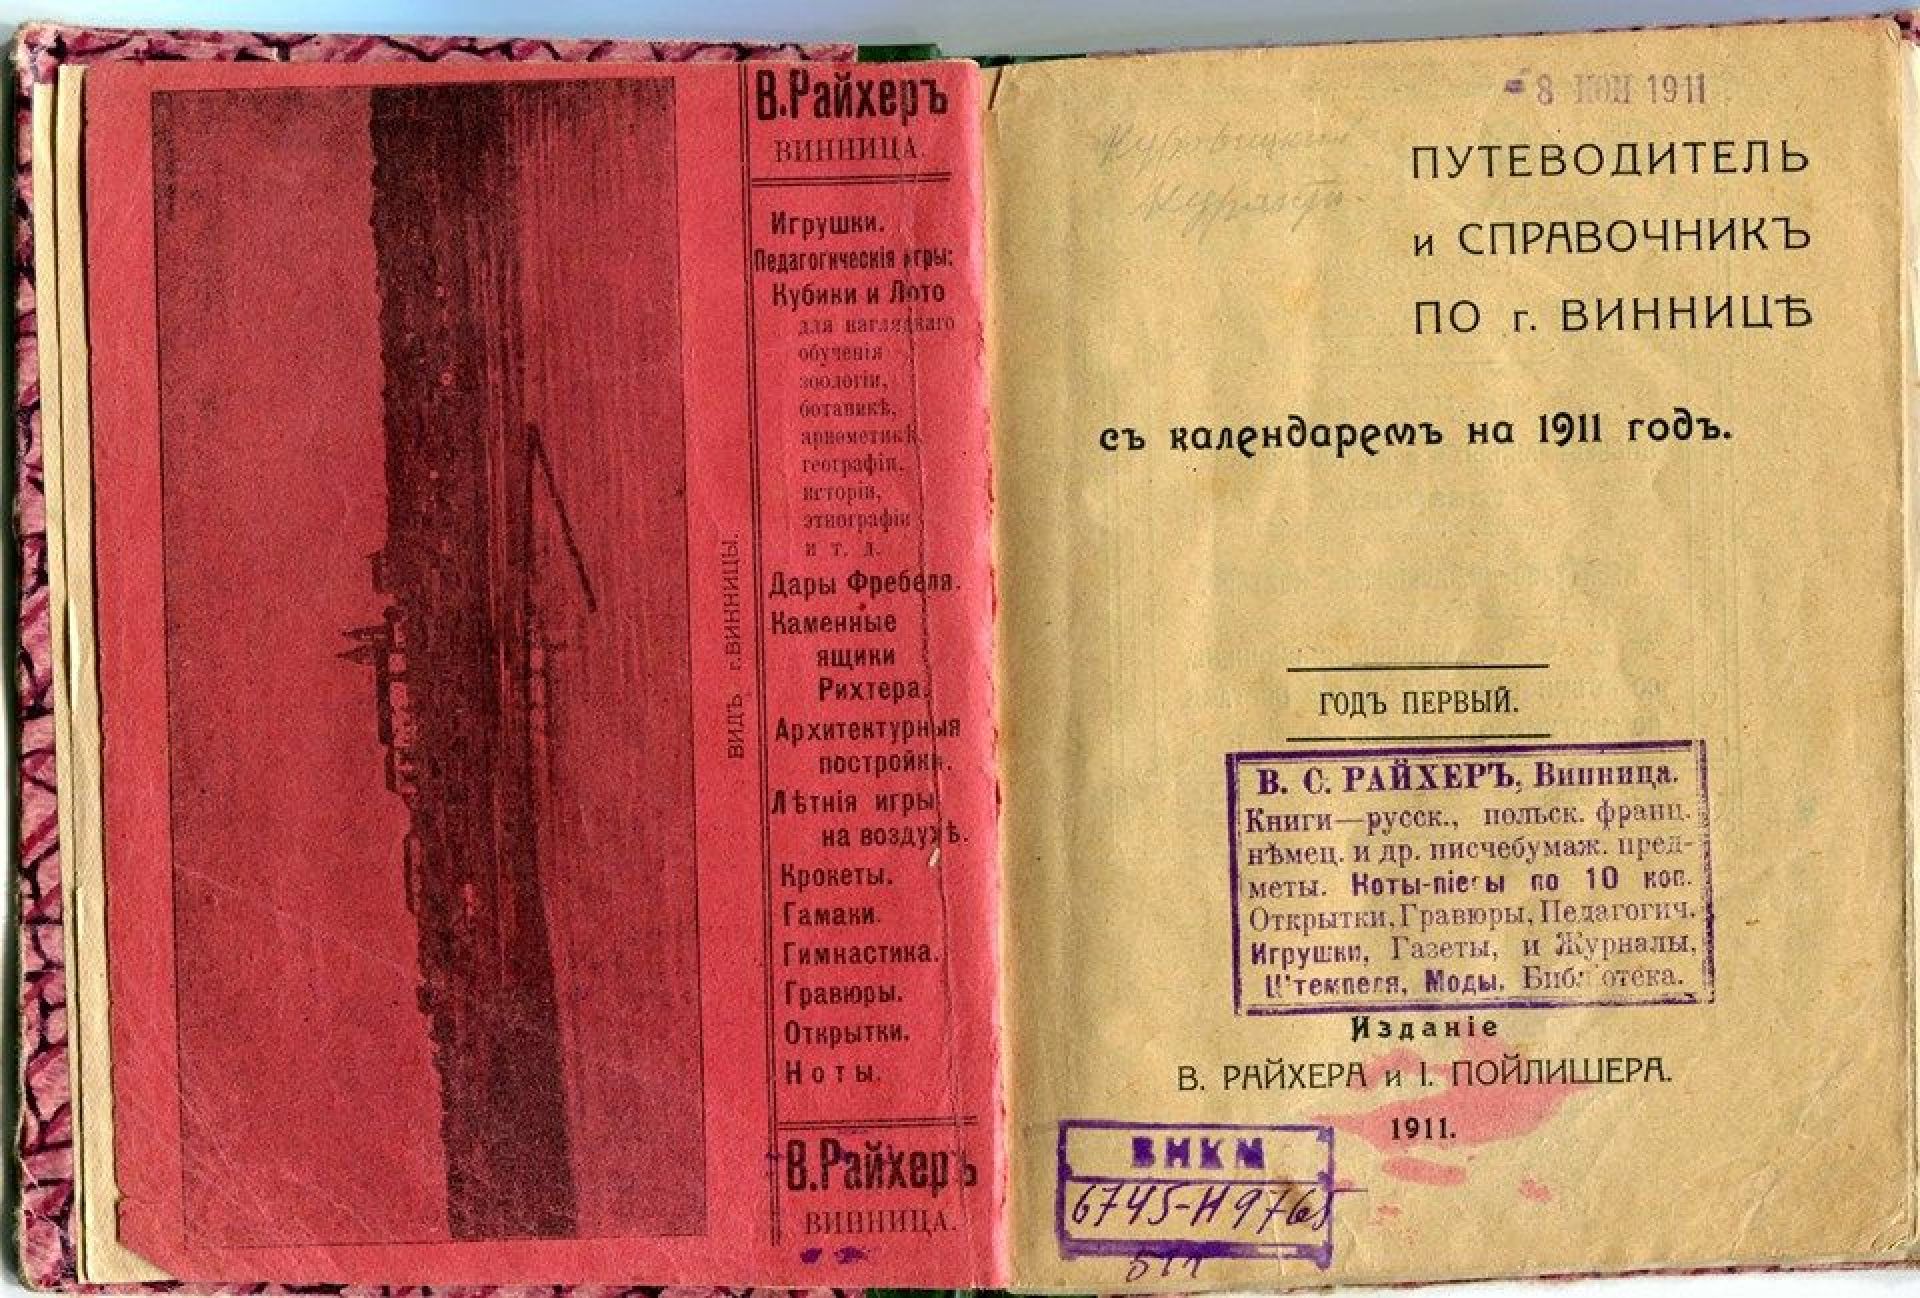 В.Райхеръ
ВИННИЦА.
Игрушки.
Педагогическія игры:
Кубики и Лото
для нагляднаго
обученія
зоологіи,
ботаникѣ,
ариѳметикѣ,
географіи,
исторіи,
этнографіи
и т. д.
Дары Фребеля.
Каменные
ящики
Рихтера.
Архитектурныя
постройки.
Лѣтнія игры
на воздухѣ.
Крокеты.
Гамаки.
Гимнастика.
Гравюры.
Открытки.
Ноты.
В.Райхеръ
ВИННИЦА.
ВИДЪ г.ВИННИЦЫ.
8 ИЮН 1911
ПУТЕВОДИТЕЛЬ
и СПРАВОЧНИКЪ
ПО г. ВИННИЦѢ
съ календаремъ на 1911 годъ.
ГОДЪ ПЕРВЫЙ.
В. С. РАЙХЕРЪ, Винница.
Книги—русск., польск. франц.
нѣмец. и др. писчебумаж. пред-
меты. Ноты-піесы по 10 коп.
Открытки, Гравюры, Педагогич.
Игрушки, Газеты, и Журналы,
Штемпеля, Моды. Библіотека.
Изданіе
В. РАЙХЕРА и І. ПОЙЛИШЕРА.
1911.
ВМКМ
6745-Н9765